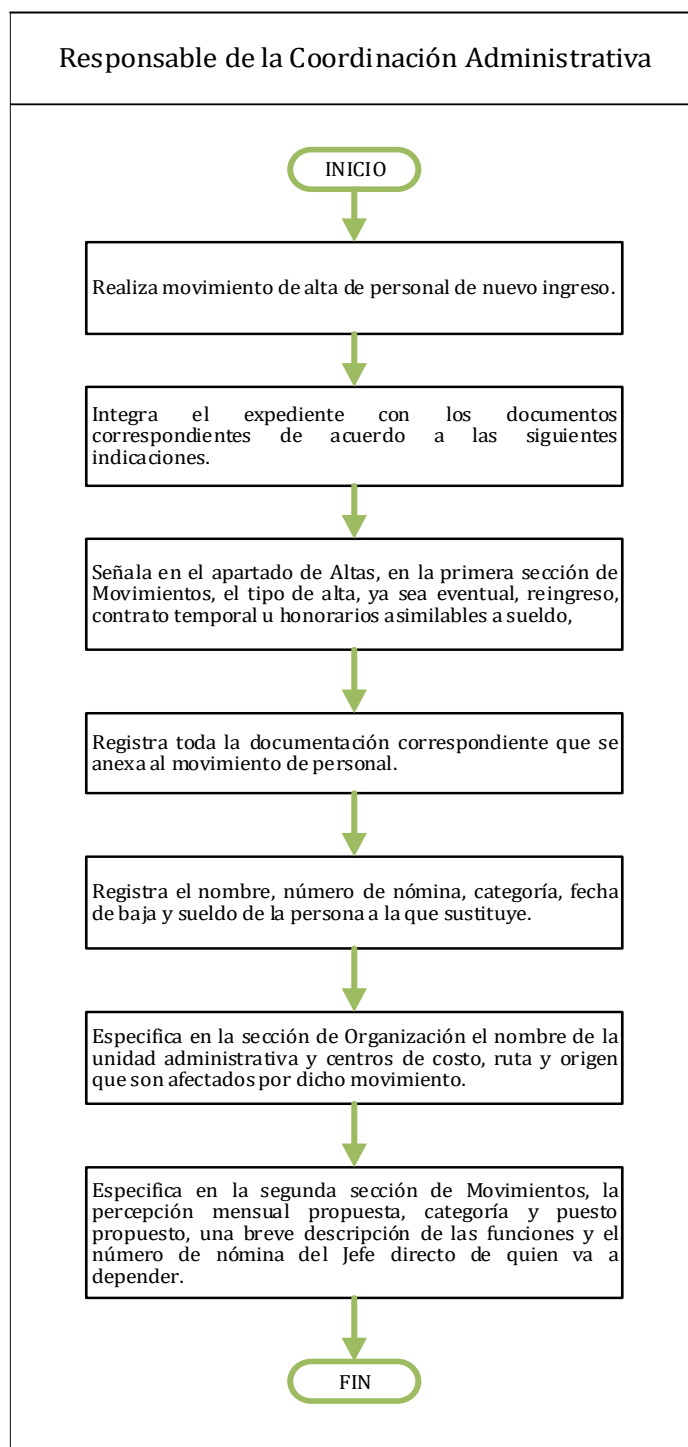 Responsable de la Coordinación Administrativa
INICIO
Realiza movimiento de alta de personal de nuevo ingreso.
Integra el expediente con los documentos
correspondientes de acuerdo a las siguientes
indicaciones.
Señala en el apartado de Altas, en la primera sección de
Movimientos, el tipo de alta, ya sea eventual, reingreso,
contrato temporal u honorarios asimilables a sueldo,
Registra toda la documentación correspondiente que se
anexa al movimiento de personal.
Registra el nombre, número de nómina, categoría, fecha
de baja y sueldo de la persona a la que sustituye.
Especifica en la sección de Organización el nombre de la
unidad administrativa y centros de costo, ruta y origen
que son afectados por dicho movimiento.
Especifica en la segunda sección de Movimientos, la
percepción mensual propuesta, categoría y puesto
propuesto, una breve descripción de las funciones y el
número de nómina del Jefe directo de quien va a
depender.
FIN